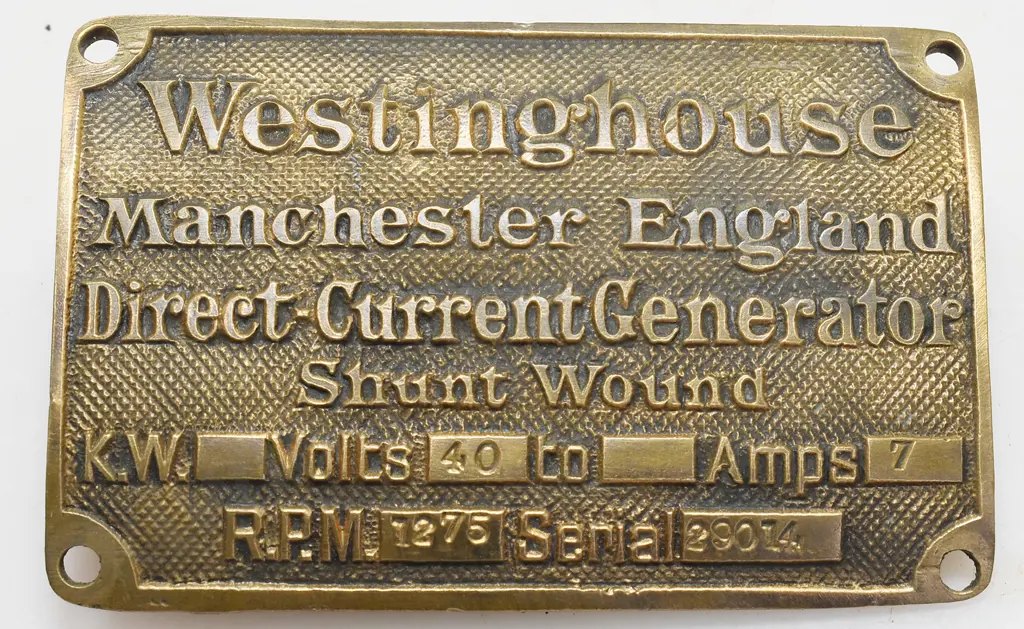 Westinghouse
Manchester England
Direct-Current Generator
Shunt Wound
K.W. Volts 40 to Amps 7
R.P.M. 1275 Serial 29014